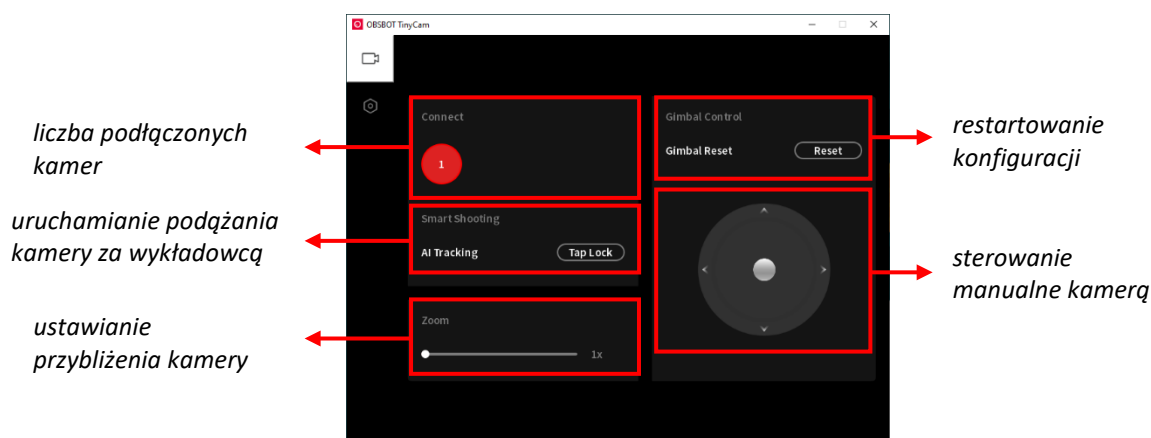 OBSBOT TinyCam
liczba podłączonych
kamer
uruchamianie podążania
kamery za wykładowcą
ustawianie
przybliżenia kamery
Connect
1
Smart Shooting
AI Tracking
Tap Lock
Zoom
1x
Gimbal Control
Gimbal Reset
Reset
restartowanie
konfiguracji
sterowanie
manualne kamerą